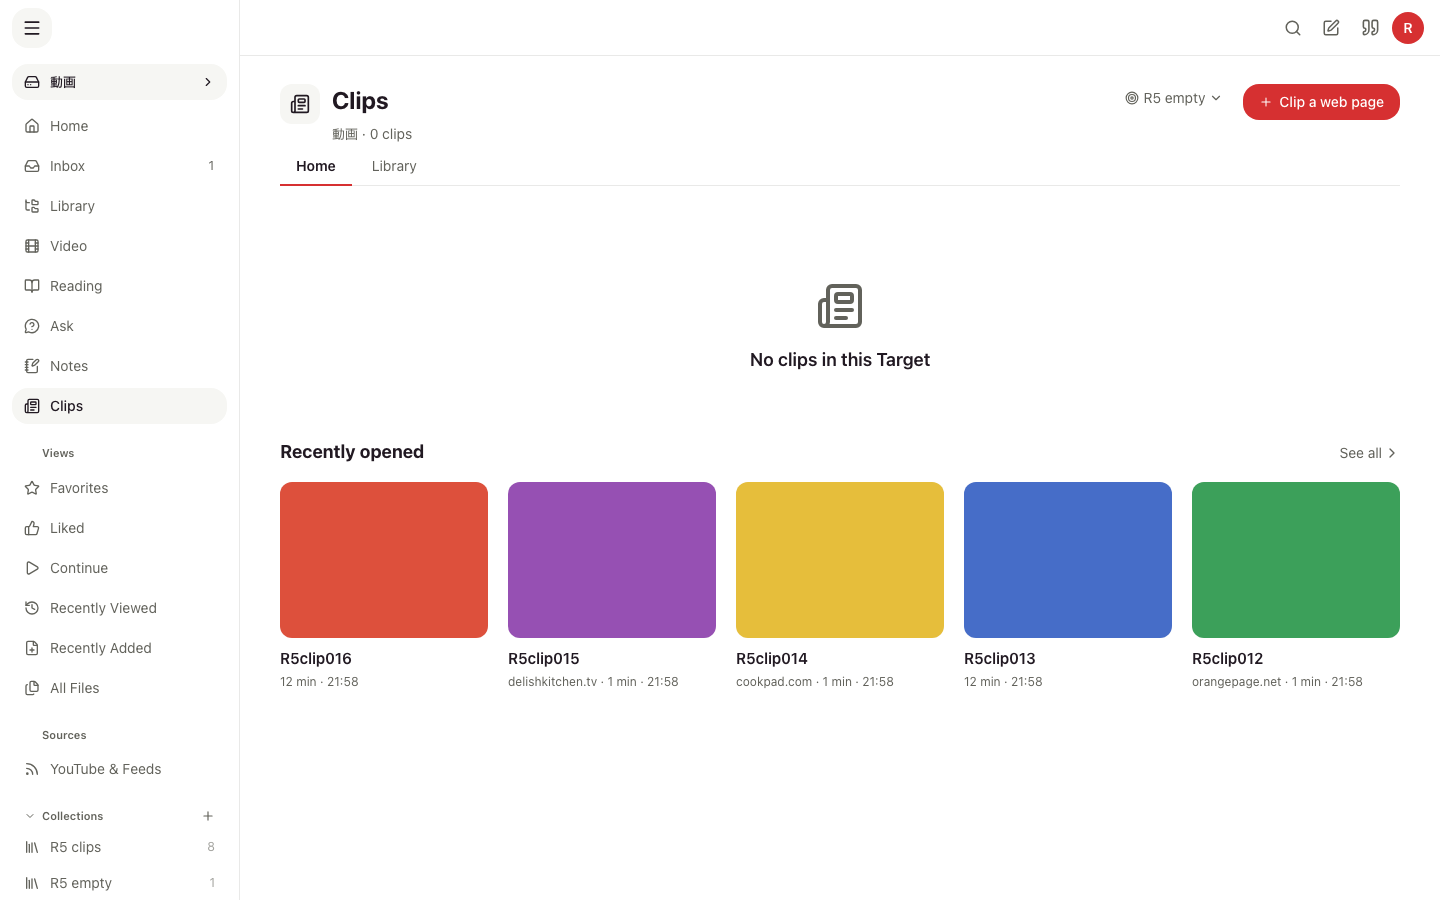 R
動画
Home
Inbox 1
Library
Video
Reading
Ask
Notes
Clips
Views
Favorites
Liked
Continue
Recently Viewed
Recently Added
All Files
Sources
YouTube & Feeds
Collections
R5 clips 8
R5 empty 1
Clips
動画 · 0 clips
R5 empty
Clip a web page
Home Library
No clips in this Target
Recently opened
See all
R5clip016
12 min · 21:58
R5clip015
delishkitchen.tv · 1 min · 21:58
R5clip014
cookpad.com · 1 min · 21:58
R5clip013
12 min · 21:58
R5clip012
orangepage.net · 1 min · 21:58